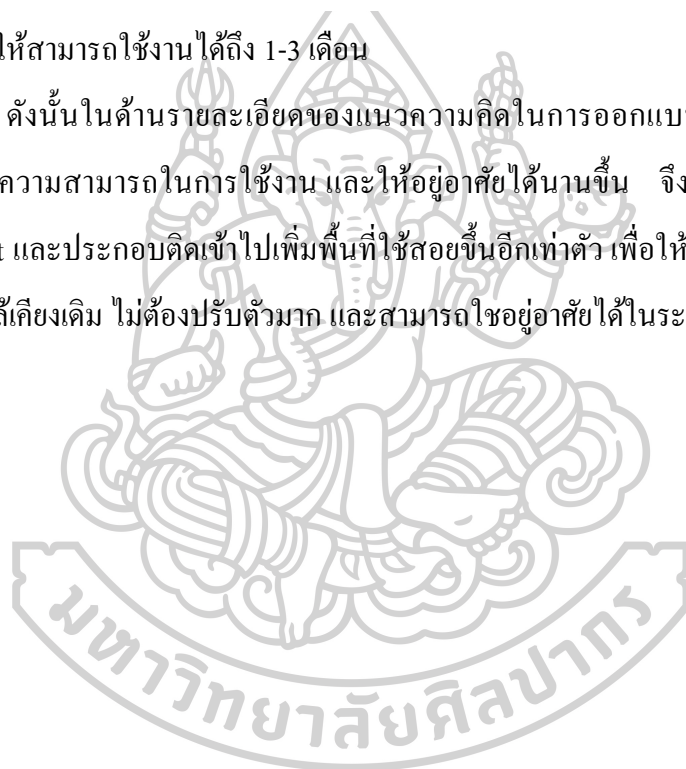 ให้สามารถใช้งานได้ถึง 1-3 เดือน
ดังนั้นในด้านรายละเอียดของแนวความคิดในการออกแบบ
ความสามารถในการใช้งาน และให้อยู่อาศัยได้นานขึ้น จึง
และประกอบติดเข้าไปเพิ่มพื้นที่ใช้สอยขึ้นอีกเท่าตัว เพื่อให้
เคียงเดิม ไม่ต้องปรับตัวมาก และสามารถใชอยู่อาศัยได้ในระ
มหาวิทยาลัยศิลปากร